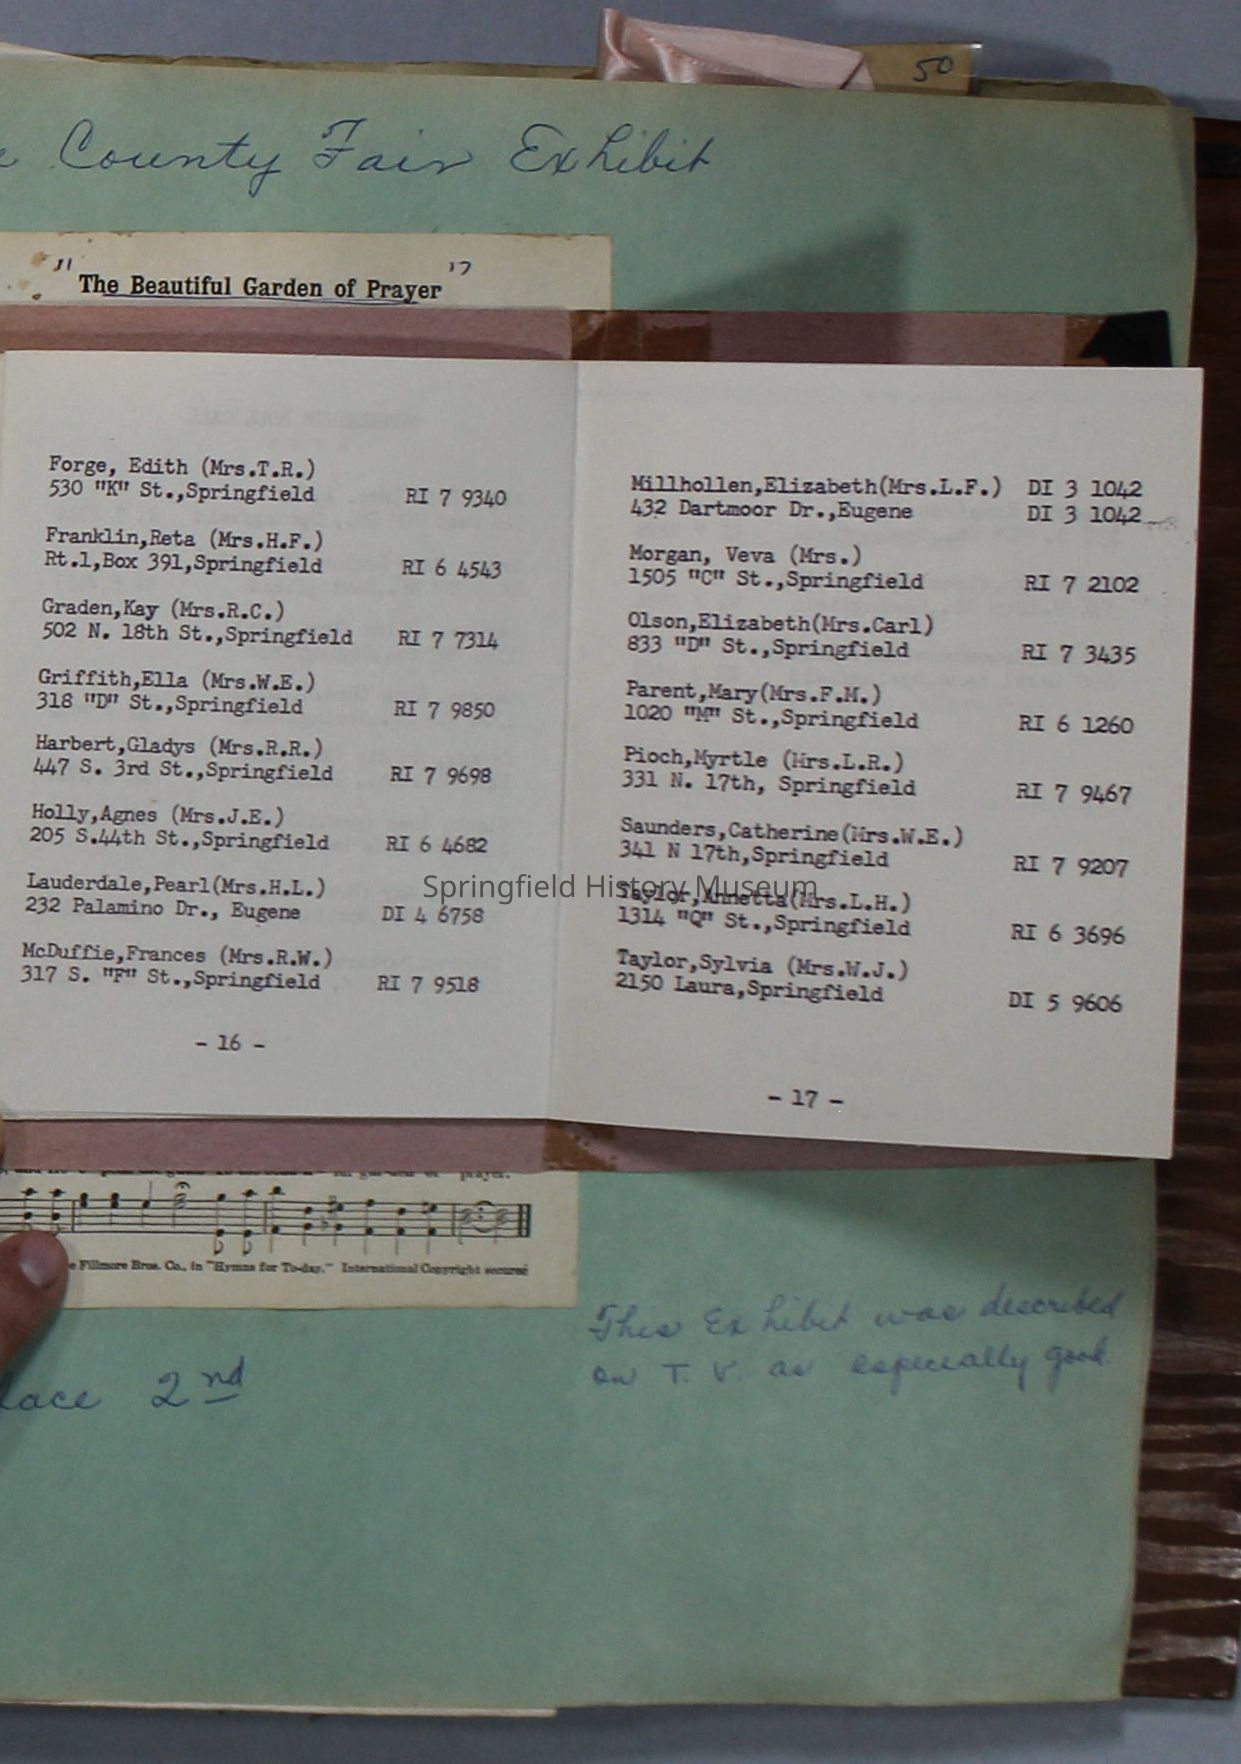 50
County Fair Exhibit
" The Beautiful Garden of Prayer "
Forge, Edith (Mrs.T.R.)
530 "K" St.,Springfield RI 7 9340
Franklin,Reta (Mrs.H.F.)
Rt.1,Box 391,Springfield RI 6 4543
Graden,Kay (Mrs.R.C.)
502 N. 18th St.,Springfield RI 7 7314
Griffith,Ella (Mrs.W.E.)
318 "D" St.,Springfield RI 7 9850
Harbert,Gladys (Mrs.R.R.)
447 S. 3rd St.,Springfield RI 7 9698
Holly,Agnes (Mrs.J.E.)
205 S.44th St.,Springfield RI 6 4682
Lauderdale,Pearl(Mrs.H.L.)
232 Palamino Dr., Eugene DI 4 6758
McDuffie,Frances (Mrs.R.W.)
317 S. "F" St.,Springfield RI 7 9518
- 16 -
Millhollen,Elizabeth(Mrs.L.F.) DI 3 1042
432 Dartmoor Dr.,Eugene DI 3 1042
Morgan, Veva (Mrs.)
1505 "C" St.,Springfield RI 7 2102
Olson,Elizabeth(Mrs.Carl)
833 "D" St.,Springfield RI 7 3435
Parent,Mary(Mrs.F.M.)
1020 "M" St.,Springfield RI 6 1260
Pioch,Myrtle (Mrs.L.R.)
331 N. 17th, Springfield RI 7 9467
Saunders,Catherine(Mrs.W.E.)
341 N 17th,Springfield RI 7 9207
Taylor,Annetta(Mrs.L.H.)
1314 "Q" St.,Springfield RI 6 3696
Taylor,Sylvia (Mrs.W.J.)
2150 Laura,Springfield DI 5 9606
- 17 -
Springfield History Museum
prayer.
Fillmore Bros. Co., in "Hymns for To-day." International Copyright secured
This Exhibit was described
on T. V. as especially good.
lace 2nd